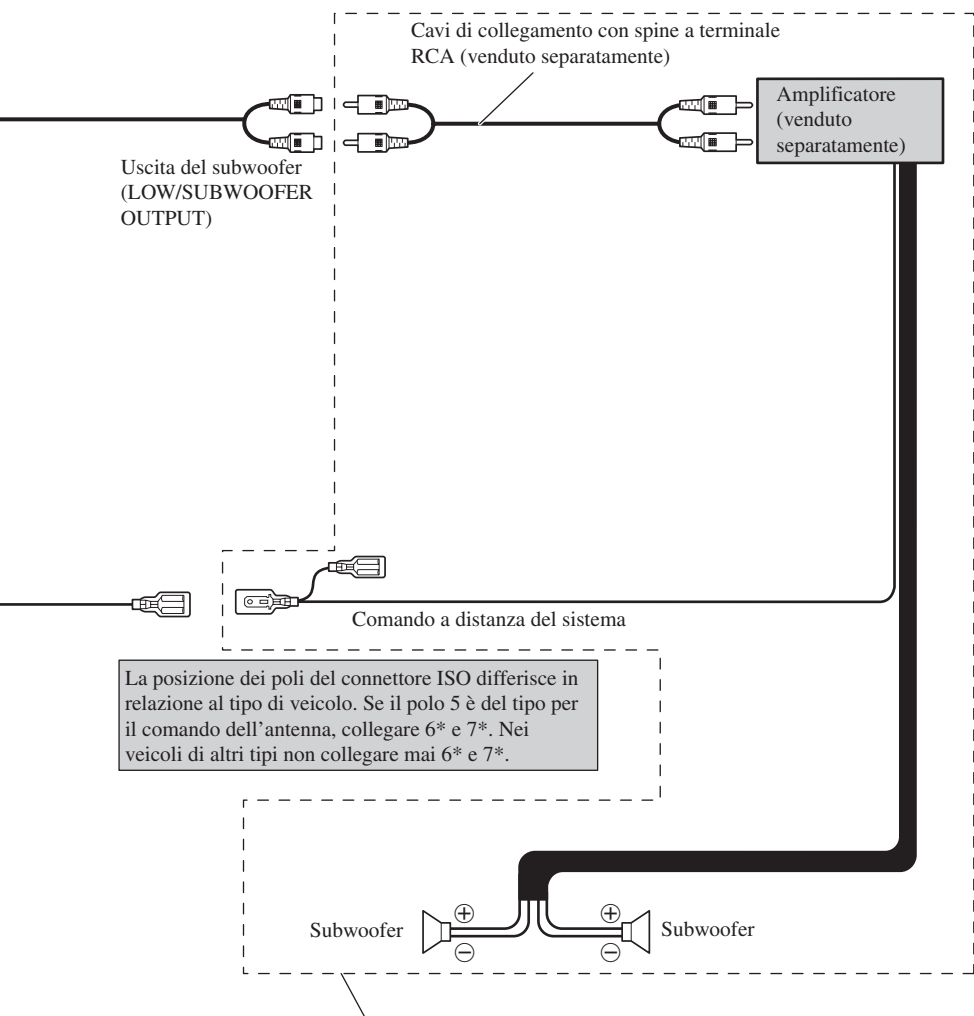 Cavi di collegamento con spine a terminale
RCA (venduto separatamente)
Amplificatore
(venduto
separatamente)
Uscita del subwoofer
(LOW/SUBWOOFER
OUTPUT)
Comando a distanza del sistema
La posizione dei poli del connettore ISO differisce in
relazione al tipo di veicolo. Se il polo 5 è del tipo per
il comando dell'antenna, collegare 6* e 7*. Nei
veicoli di altri tipi non collegare mai 6* e 7*.
Subwoofer
+
+
Subwoofer
-
-